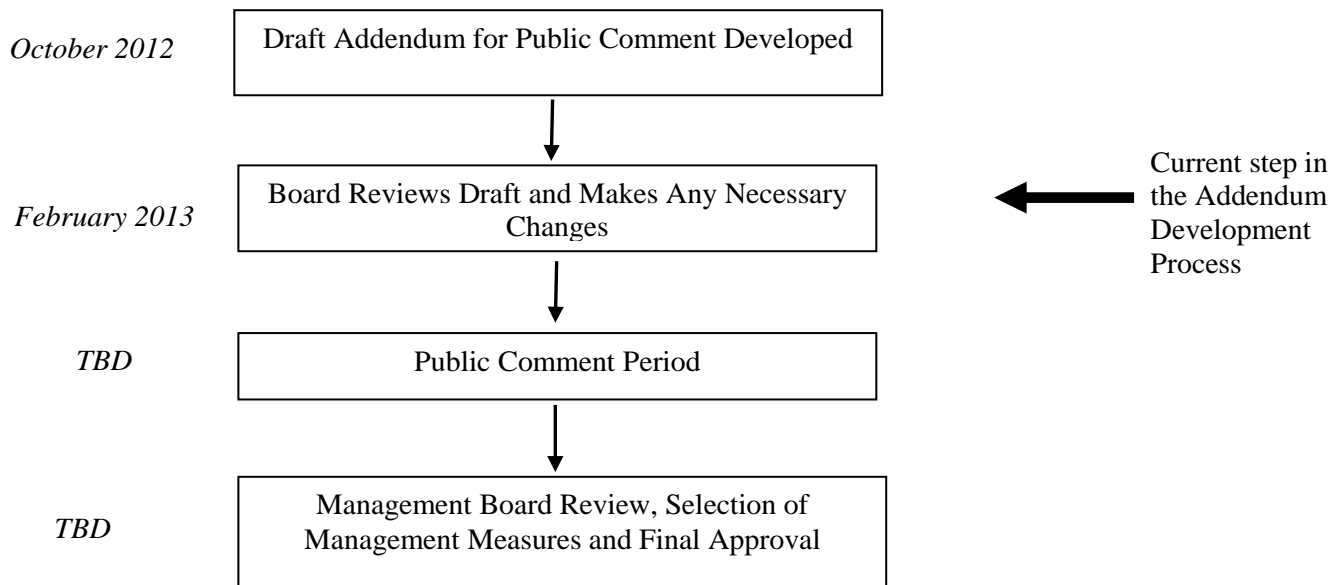 October 2012
Draft Addendum for Public Comment Developed
February 2013
Board Reviews Draft and Makes Any Necessary
Changes
Current step in
the Addendum
Development
Process
TBD
Public Comment Period
TBD
Management Board Review, Selection of
Management Measures and Final Approval